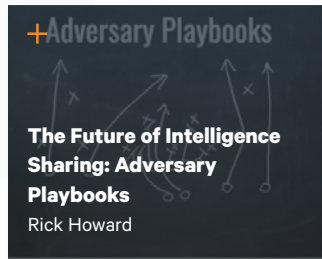 +Adversary Playbooks
The Future of Intelligence
Sharing: Adversary
Playbooks
Rick Howard